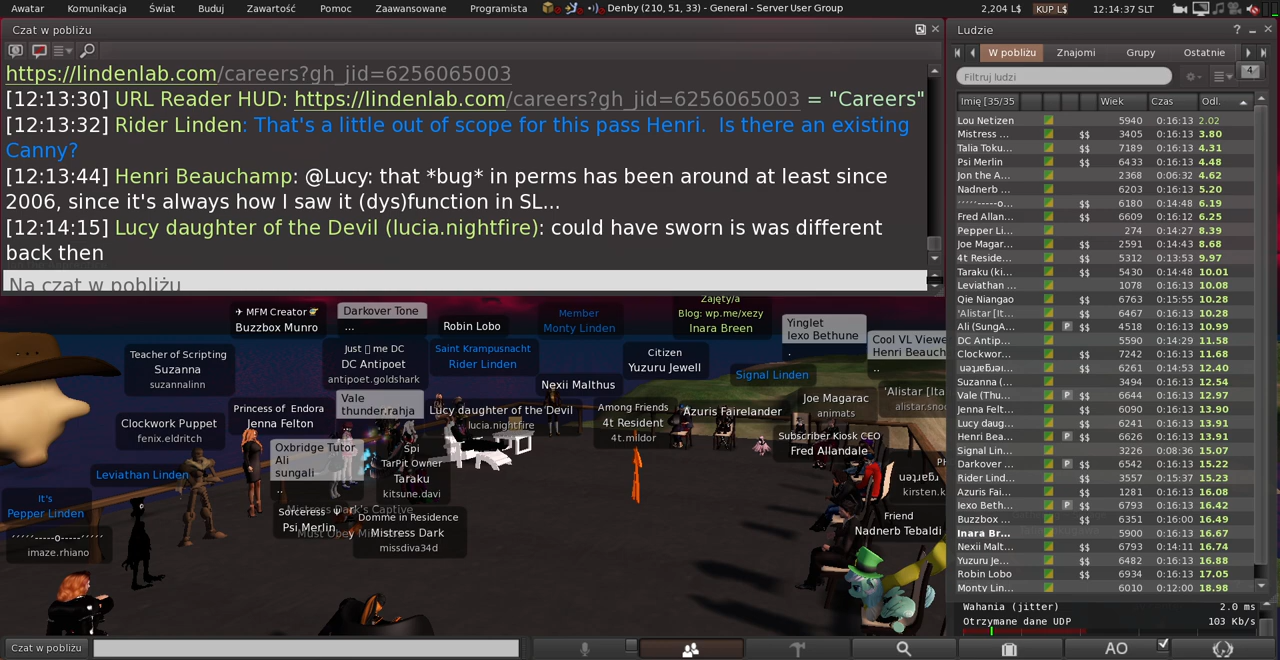 Awatar Komunikacja Świat Buduj Zawartość Pomoc Zaawansowane Programista Denby (210, 51, 33) - General - Server User Group 2,204 L$ KUP L$ 12:14:37 SLT
Czat w pobliżu
https://lindenlab.com/careers?gh_jid=6256065003
[12:13:30] URL Reader HUD: https://lindenlab.com/careers?gh_jid=6256065003 = "Careers"
[12:13:32] Rider Linden: That's a little out of scope for this pass Henri. Is there an existing
Canny?
[12:13:44] Henri Beauchamp: @Lucy: that *bug* in perms has been around at least since
2006, since it's always how I saw it (dys)function in SL...
[12:14:15] Lucy daughter of the Devil (lucia.nightfire): could have sworn is was different
back then
Na czat w pobliżu
✈ MFM Creator
Buzzbox Munro
Darkover Tone
...
Robin Lobo
Member
Monty Linden
Zajęty/a
Blog: wp.me/xezy
Inara Breen
Yinglet
Iexo Bethune
.
Cool VL Viewe
Henri Beauch
..
Teacher of Scripting
Suzanna
suzannalinn
Just me DC
DC Antipoet
antipoet.goldshark
Saint Krampusnacht
Rider Linden
Citizen
Yuzuru Jewell
Signal Linden
Nexii Malthus
Vale
thunder.rahja
Princess of Endora
Jenna Felton
Lucy daughter of the Devil
lucia.nightfire
Among Friends
4t Resident
4t.mildor
Azuris Fairelander
Joe Magarac
animats
'Alistar [Ita
alistar.snoo
Clockwork Puppet
fenix.eldritch
Oxbridge Tutor
Ali
sungali
..
Spi
TarPit Owner
Taraku
kitsune.davi
Subscriber Kiosk CEO
Fred Allandale
Leviathan Linden
It's
Pepper Linden
′′′′′-----0-----′′′′′
imaze.rhiano
Mistress Dark's Captive
Sorceress
Psi Merlin
Must Obey Mi
Domme in Residence
Mistress Dark
missdiva34d
kirsten.k
Friend
Nadnerb Tebaldi
Ludzie
W pobliżu Znajomi Grupy Ostatnie
Filtruj ludzi
4
Imię [35/35 Wiek Czas Odl.
Lou Netizen 5940 0:16:13 2.02
Mistress ... $$ 3405 0:16:13 3.80
Talia Toku... $$ 7189 0:16:13 4.31
Psi Merlin $$ 6433 0:16:13 4.48
Jon the A... 2368 0:06:32 4.62
Nadnerb ... $$ 6203 0:16:13 5.20
′′′′′-----o... $$ 6180 0:14:48 6.19
Fred Allan... $$ 6609 0:16:12 6.25
Pepper Li... 274 0:14:27 8.39
Joe Magar... $$ 2591 0:14:43 8.68
4t Reside... $$ 5312 0:13:53 9.97
Taraku (ki... $$ 5430 0:14:48 10.01
Leviathan ... 1078 0:16:13 10.08
Qie Niangao $$ 6763 0:15:55 10.28
'Alistar [It... $$ 6467 0:16:13 10.28
Ali (SungA... P $$ 4518 0:16:13 10.99
DC Antip... 5590 0:14:29 11.58
Clockwor... $$ 7242 0:16:13 11.68
$$ 6261 0:14:53 12.40
Suzanna (... 3494 0:16:13 12.54
Vale (Thu... P $$ 6644 0:16:13 12.97
Jenna Felt... $$ 6090 0:16:13 13.90
Lucy daug... $$ 6241 0:16:13 13.91
Henri Bea... P $$ 6626 0:16:13 13.91
Signal Lin... 3226 0:08:36 15.07
Darkover ... P $$ 6542 0:16:13 15.22
Rider Lind... $$ 3557 0:15:37 15.23
Azuris Fai... $$ 1281 0:16:13 16.08
Iexo Beth... P $$ 6793 0:16:13 16.42
Buzzbox ... $$ 6351 0:16:00 16.49
Inara Br... 5900 0:16:13 16.67
Nexii Malt... $$ 6793 0:14:11 16.74
Yuzuru Je... $$ 6482 0:16:13 16.88
Robin Lobo $$ 6934 0:16:13 17.05
Monty Lin... 6010 0:12:00 18.98
Wahania (jitter) 2.0 ms
Otrzymane dane UDP 103 Kb/s
Czat w pobliżu AO